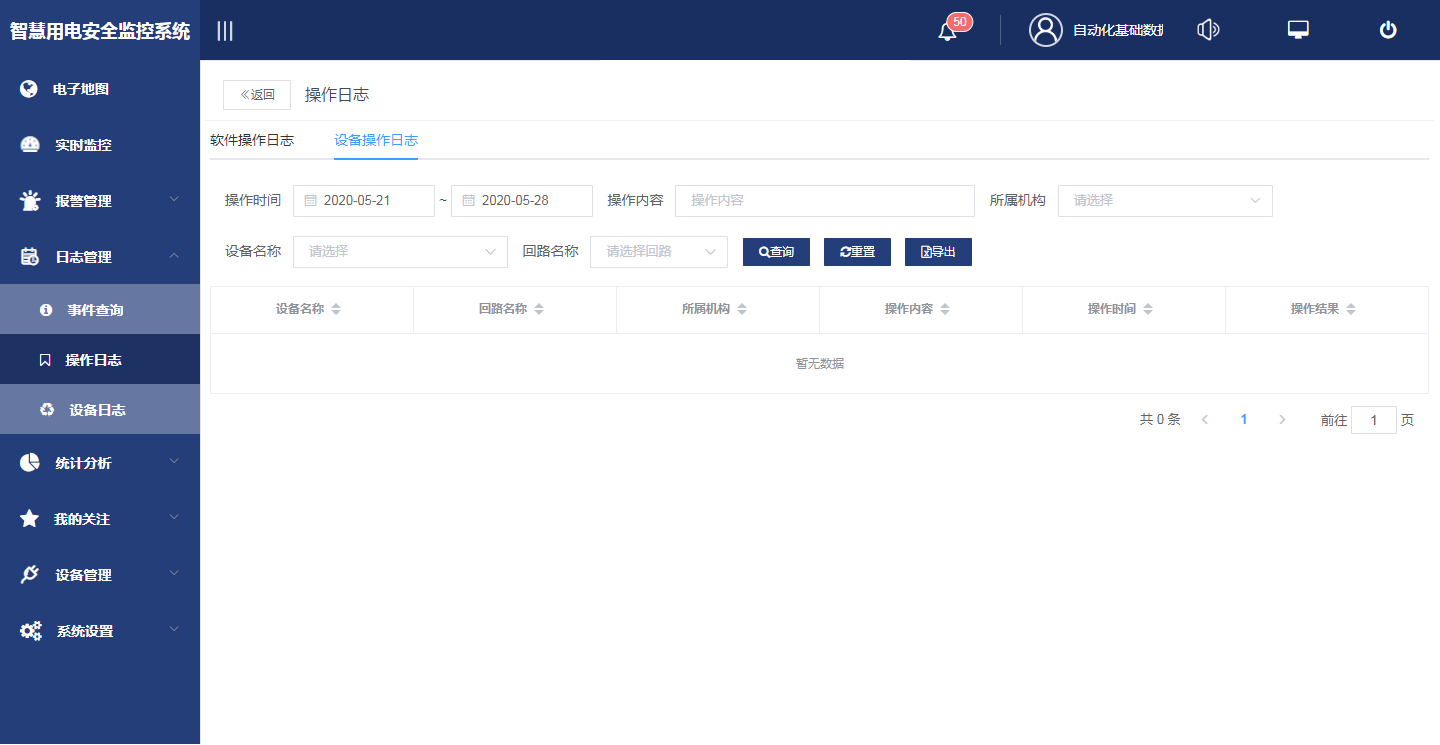 智慧用电安全监控系统
50
自动化基础数据
电子地图
实时监控
报警管理
日志管理
事件查询
操作日志
设备日志
统计分析
我的关注
设备管理
系统设置
返回 操作日志
软件操作日志 设备操作日志
操作时间 2020-05-21 ~ 2020-05-28 操作内容 操作内容 所属机构 请选择
设备名称 请选择 回路名称 请选择回路 查询 重置 导出
设备名称 回路名称 所属机构 操作内容 操作时间 操作结果
暂无数据
共 0 条 1 前往 1 页